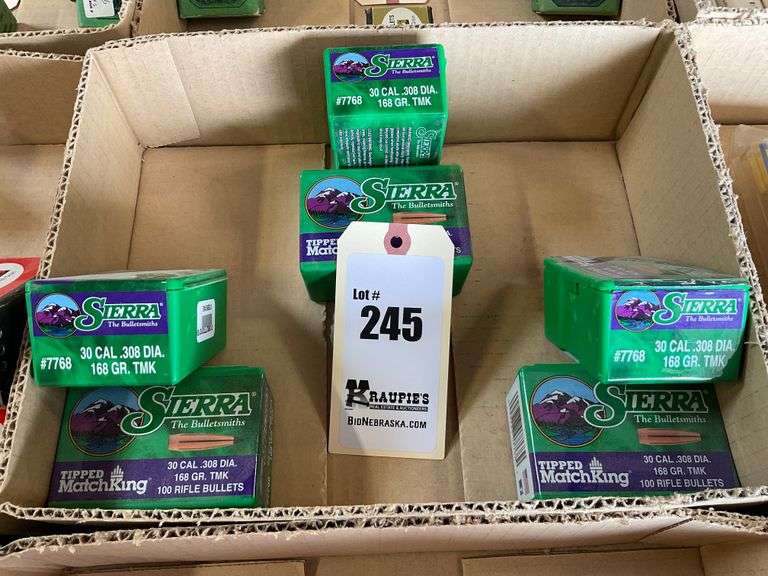 SIERRA
The Bulletsmiths
#7768
30 CAL .308 DIA.
168 GR. TMK
SIERRA
The Bulletsmiths
TIPPED
MatchKing
Lot #
245
KRAUPIE'S
REAL ESTATE & AUCTIONEERS
BIDNEBRASKA.COM
SIERRA
The Bulletsmiths
#7768
30 CAL .308 DIA.
168 GR. TMK
SIERRA
The Bulletsmiths
TIPPED
MatchKing
30 CAL .308 DIA.
168 GR. TMK
100 RIFLE BULLETS
SIERRA
The Bulletsmiths
#7768
30 CAL .308 DIA.
168 GR. TMK
SIERRA
The Bulletsmiths
TIPPED
MatchKing
30 CAL .308 DIA.
168 GR. TMK
100 RIFLE BULLETS